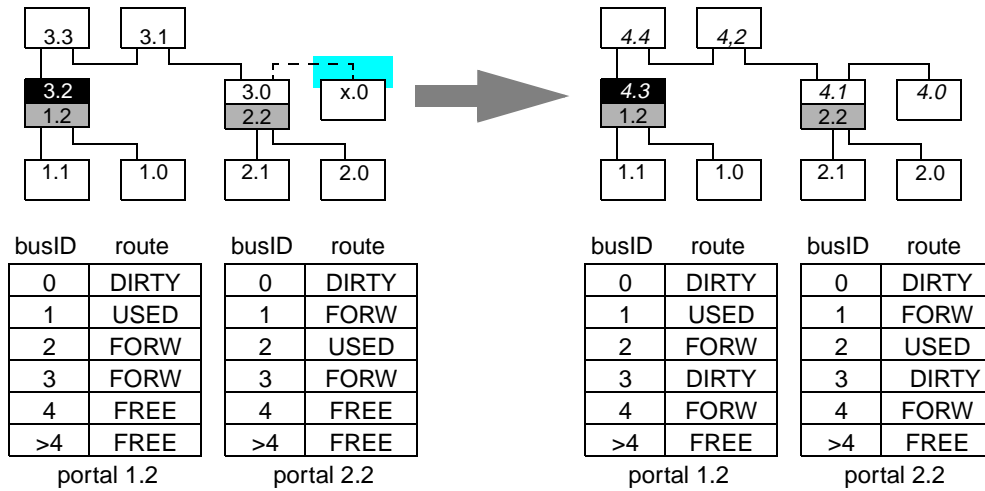 3.3 3.1 4.4 4,2
3.2 3.0 x.0 4.3 4.1 4.0
1.2 2.2 1.2 2.2
1.1 1.0 2.1 2.0 1.1 1.0 2.1 2.0
busID route busID route busID route busID route
0 DIRTY 0 DIRTY 0 DIRTY 0 DIRTY
1 USED 1 FORW 1 USED 1 FORW
2 FORW 2 USED 2 FORW 2 USED
3 FORW 3 FORW 3 DIRTY 3 DIRTY
4 FREE 4 FREE 4 FORW 4 FORW
>4 FREE >4 FREE >4 FREE >4 FREE
portal 1.2 portal 2.2 portal 1.2 portal 2.2